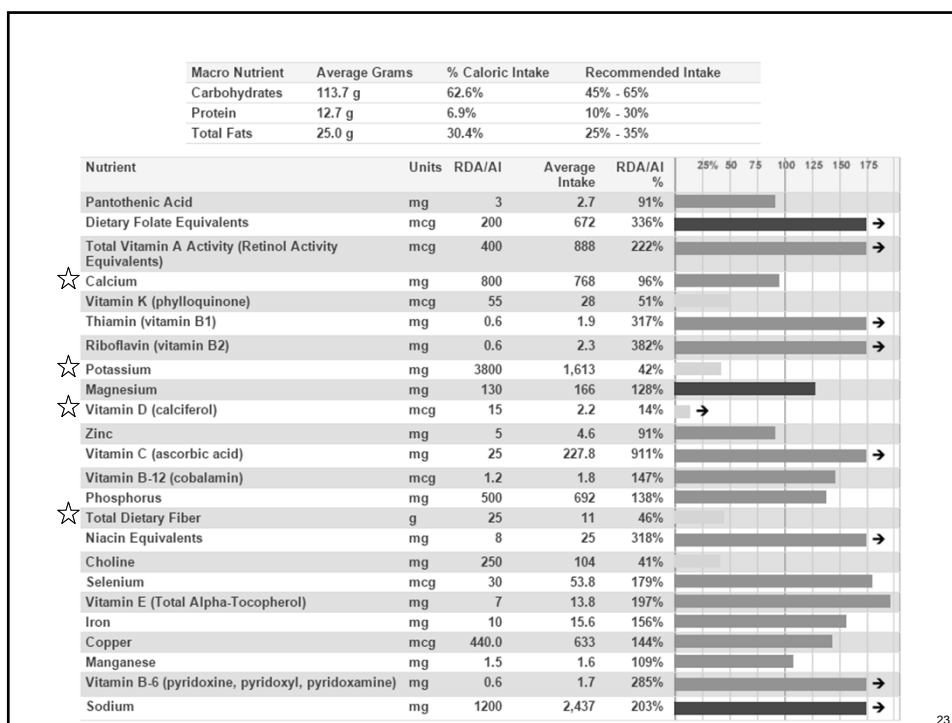 Macro Nutrient Average Grams % Caloric Intake Recommended Intake
Carbohydrates 113.7 g 62.6% 45% - 65%
Protein 12.7 g 6.9% 10% - 30%
Total Fats 25.0 g 30.4% 25% - 35%
Nutrient Units RDA/AI Average Intake RDA/AI % 25% 50 75 100 125 150 175
Pantothenic Acid mg 3 2.7 91%
Dietary Folate Equivalents mcg 200 672 336% →
Total Vitamin A Activity (Retinol Activity Equivalents) mcg 400 888 222% →
☆ Calcium mg 800 768 96%
Vitamin K (phylloquinone) mcg 55 28 51%
Thiamin (vitamin B1) mg 0.6 1.9 317% →
Riboflavin (vitamin B2) mg 0.6 2.3 382% →
☆ Potassium mg 3800 1,613 42%
Magnesium mg 130 166 128%
☆ Vitamin D (calciferol) mcg 15 2.2 14% →
Zinc mg 5 4.6 91%
Vitamin C (ascorbic acid) mg 25 227.8 911% →
Vitamin B-12 (cobalamin) mcg 1.2 1.8 147%
Phosphorus mg 500 692 138%
☆ Total Dietary Fiber g 25 11 46%
Niacin Equivalents mg 8 25 318% →
Choline mg 250 104 41%
Selenium mcg 30 53.8 179%
Vitamin E (Total Alpha-Tocopherol) mg 7 13.8 197%
Iron mg 10 15.6 156%
Copper mcg 440.0 633 144%
Manganese mg 1.5 1.6 109%
Vitamin B-6 (pyridoxine, pyridoxyl, pyridoxamine) mg 0.6 1.7 285% →
Sodium mg 1200 2,437 203% →
23